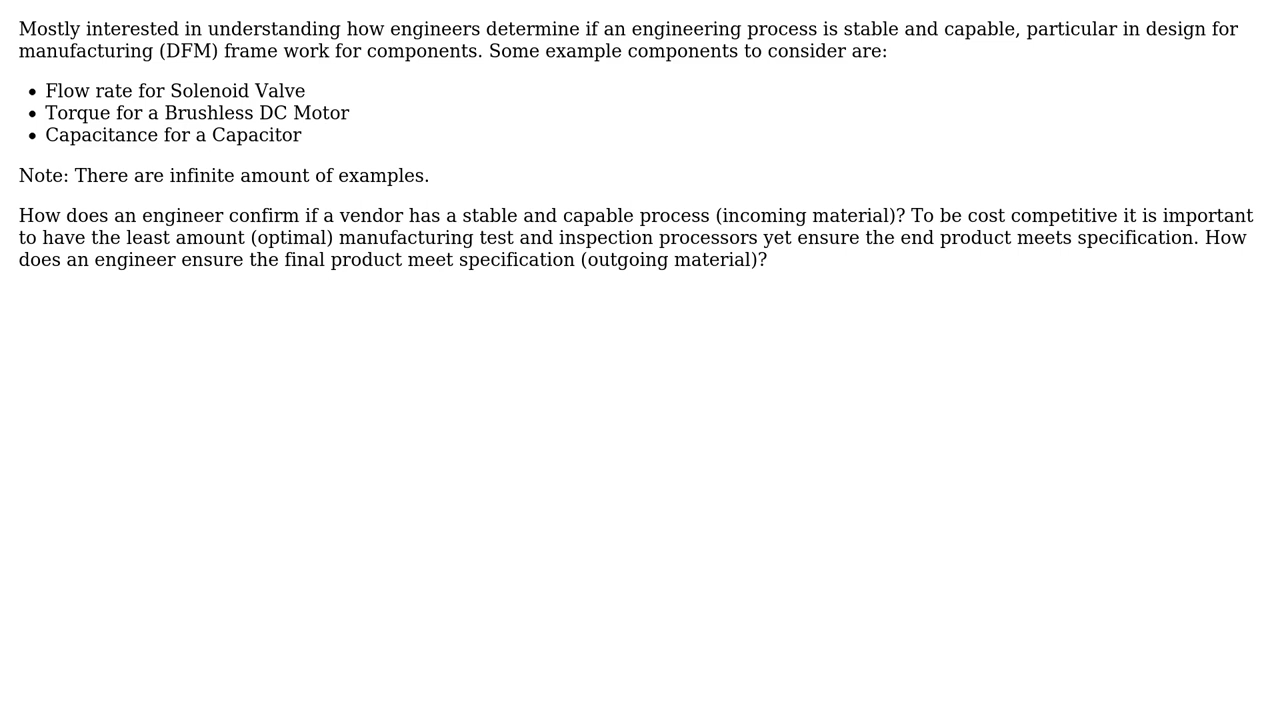 Mostly interested in understanding how engineers determine if an engineering process is stable and capable, particular in design for
manufacturing (DFM) frame work for components. Some example components to consider are:
• Flow rate for Solenoid Valve
• Torque for a Brushless DC Motor
• Capacitance for a Capacitor
Note: There are infinite amount of examples.
How does an engineer confirm if a vendor has a stable and capable process (incoming material)? To be cost competitive it is important
to have the least amount (optimal) manufacturing test and inspection processors yet ensure the end product meets specification. How
does an engineer ensure the final product meet specification (outgoing material)?